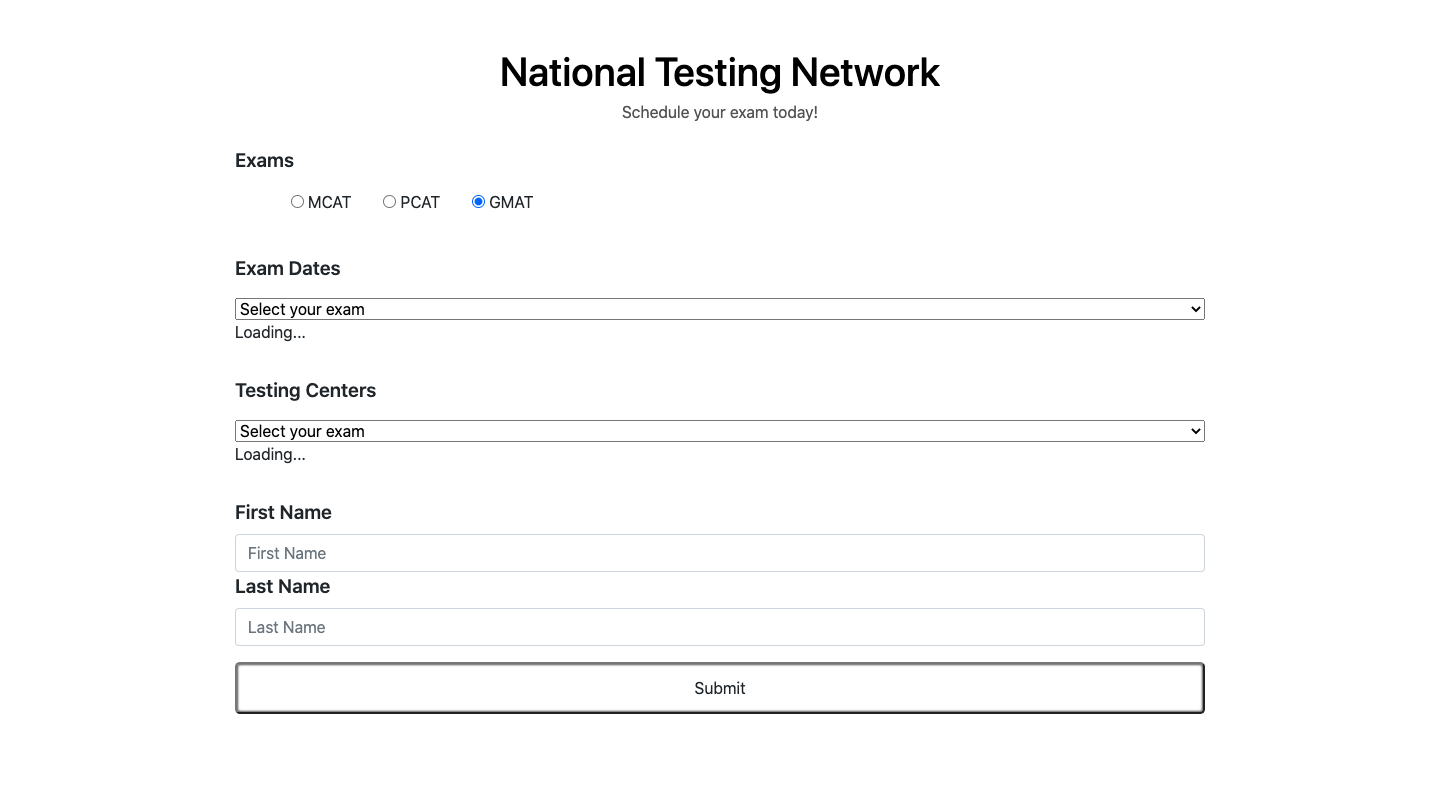 National Testing Network
Schedule your exam today!
Exams
MCAT PCAT GMAT
Exam Dates
Select your exam
Loading...
Testing Centers
Select your exam
Loading...
First Name
First Name
Last Name
Last Name
Submit